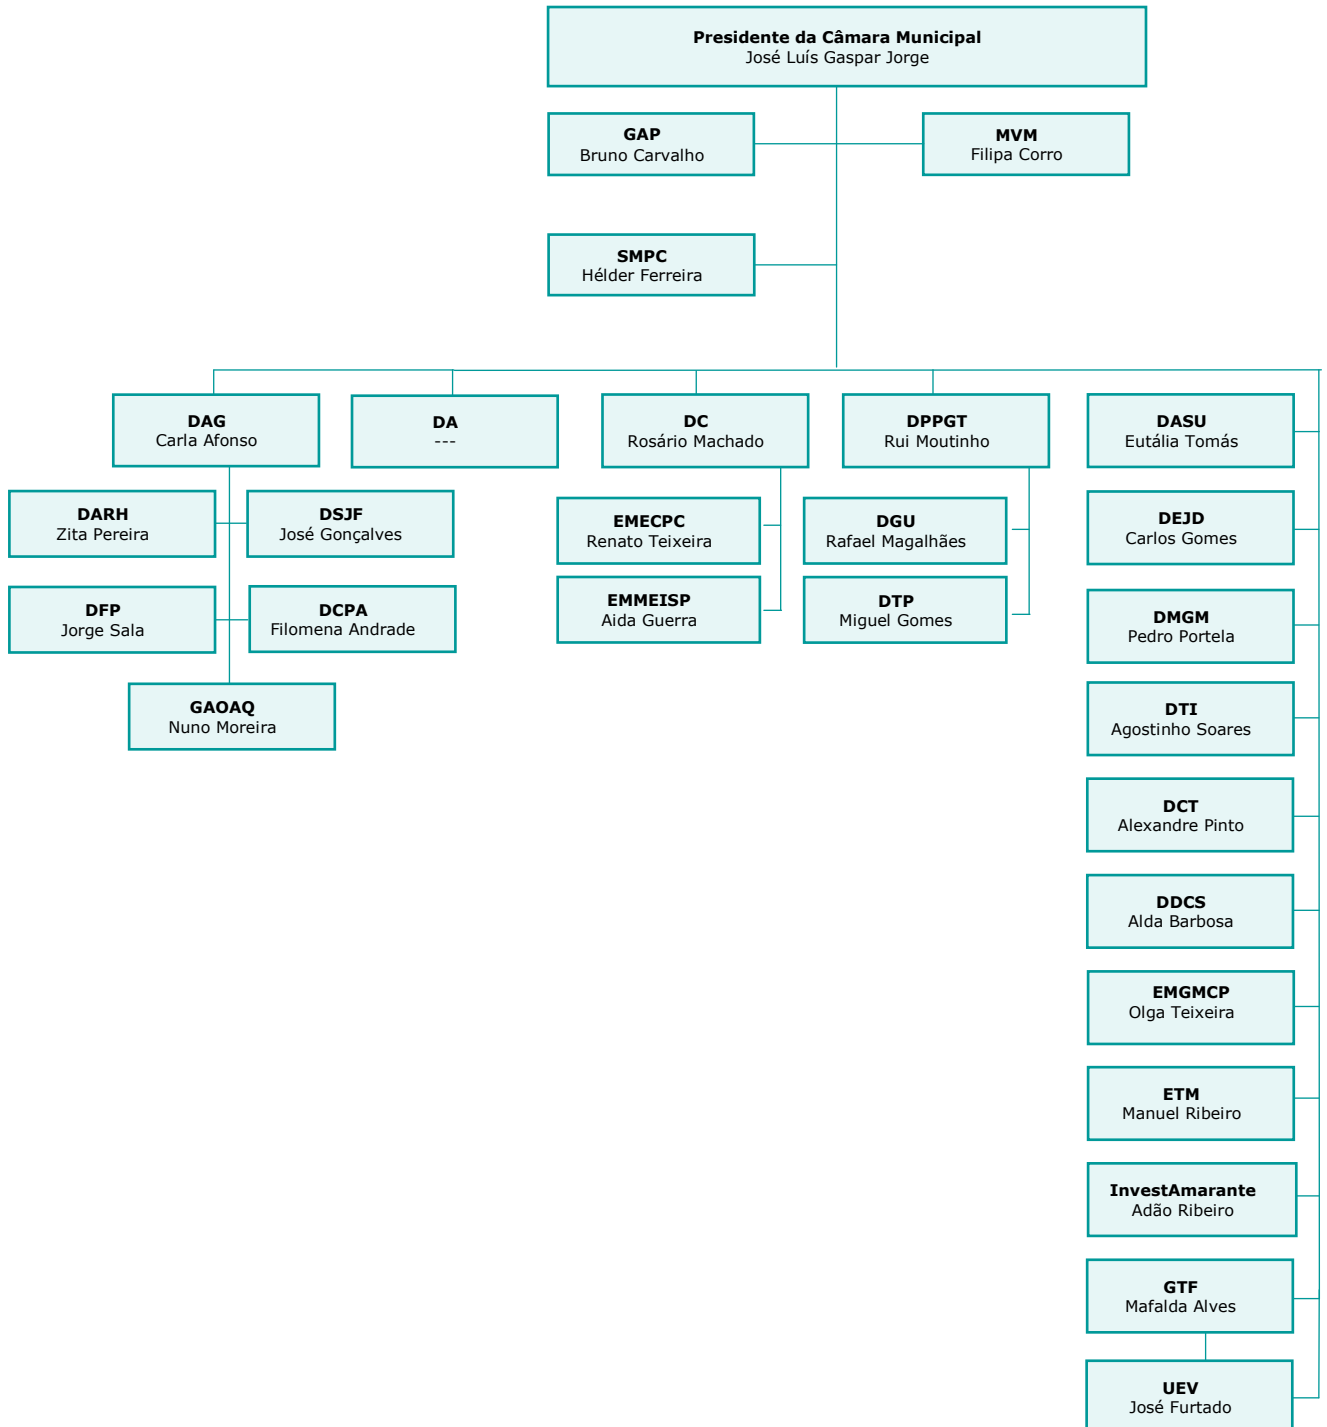 Presidente da Câmara Municipal
José Luís Gaspar Jorge
GAP
Bruno Carvalho
MVM
Filipa Corro
SMPC
Hélder Ferreira
DAG
Carla Afonso
DA
---
DC
Rosário Machado
DPPGT
Rui Moutinho
DASU
Eutália Tomás
DARH
Zita Pereira
DSJF
José Gonçalves
EMECPC
Renato Teixeira
DGU
Rafael Magalhães
DEJD
Carlos Gomes
DFP
Jorge Sala
DCPA
Filomena Andrade
EMMEISP
Aida Guerra
DTP
Miguel Gomes
DMGM
Pedro Portela
GAOAQ
Nuno Moreira
DTI
Agostinho Soares
DCT
Alexandre Pinto
DDCS
Alda Barbosa
EMGMCP
Olga Teixeira
ETM
Manuel Ribeiro
InvestAmarante
Adão Ribeiro
GTF
Mafalda Alves
UEV
José Furtado